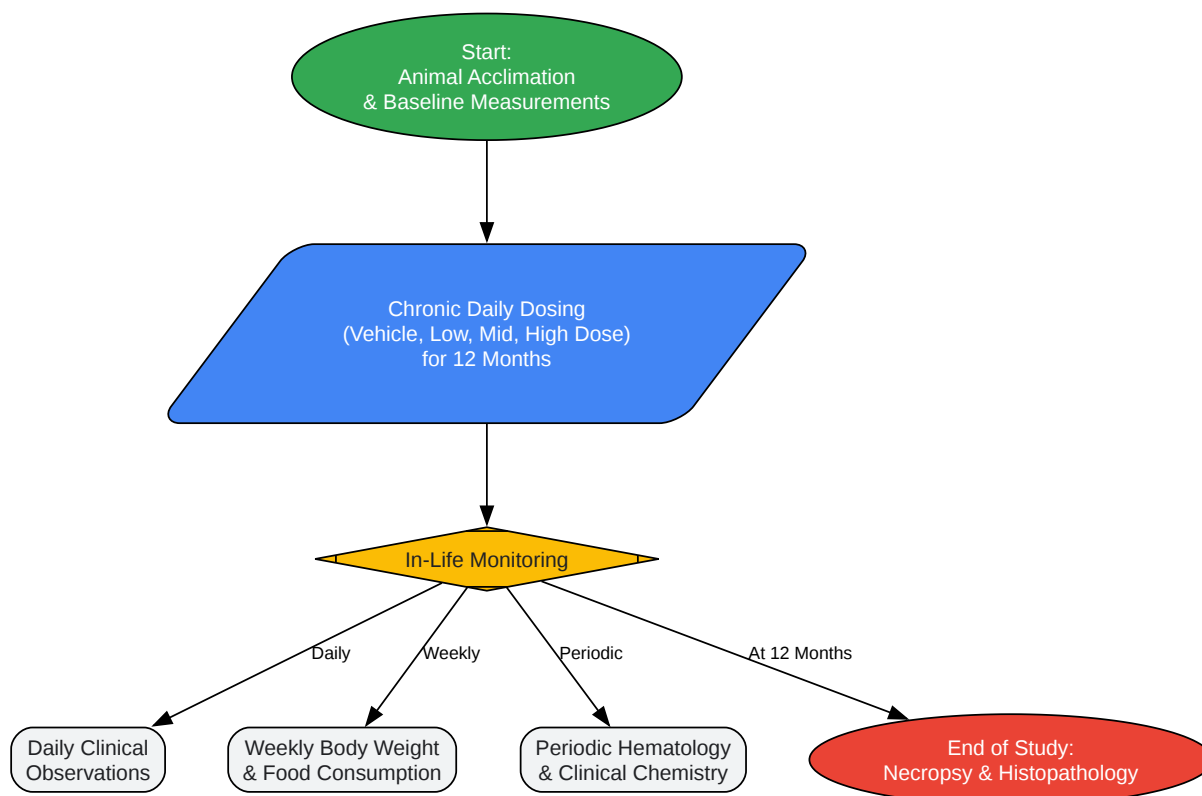 Start:
Animal Acclimation
& Baseline Measurements
Chronic Daily Dosing
(Vehicle, Low, Mid, High Dose)
for 12 Months
In-Life Monitoring
Daily
Weekly
Periodic
At 12 Months
Daily Clinical
Observations
Weekly Body Weight
& Food Consumption
Periodic Hematology
& Clinical Chemistry
End of Study:
Necropsy & Histopathology